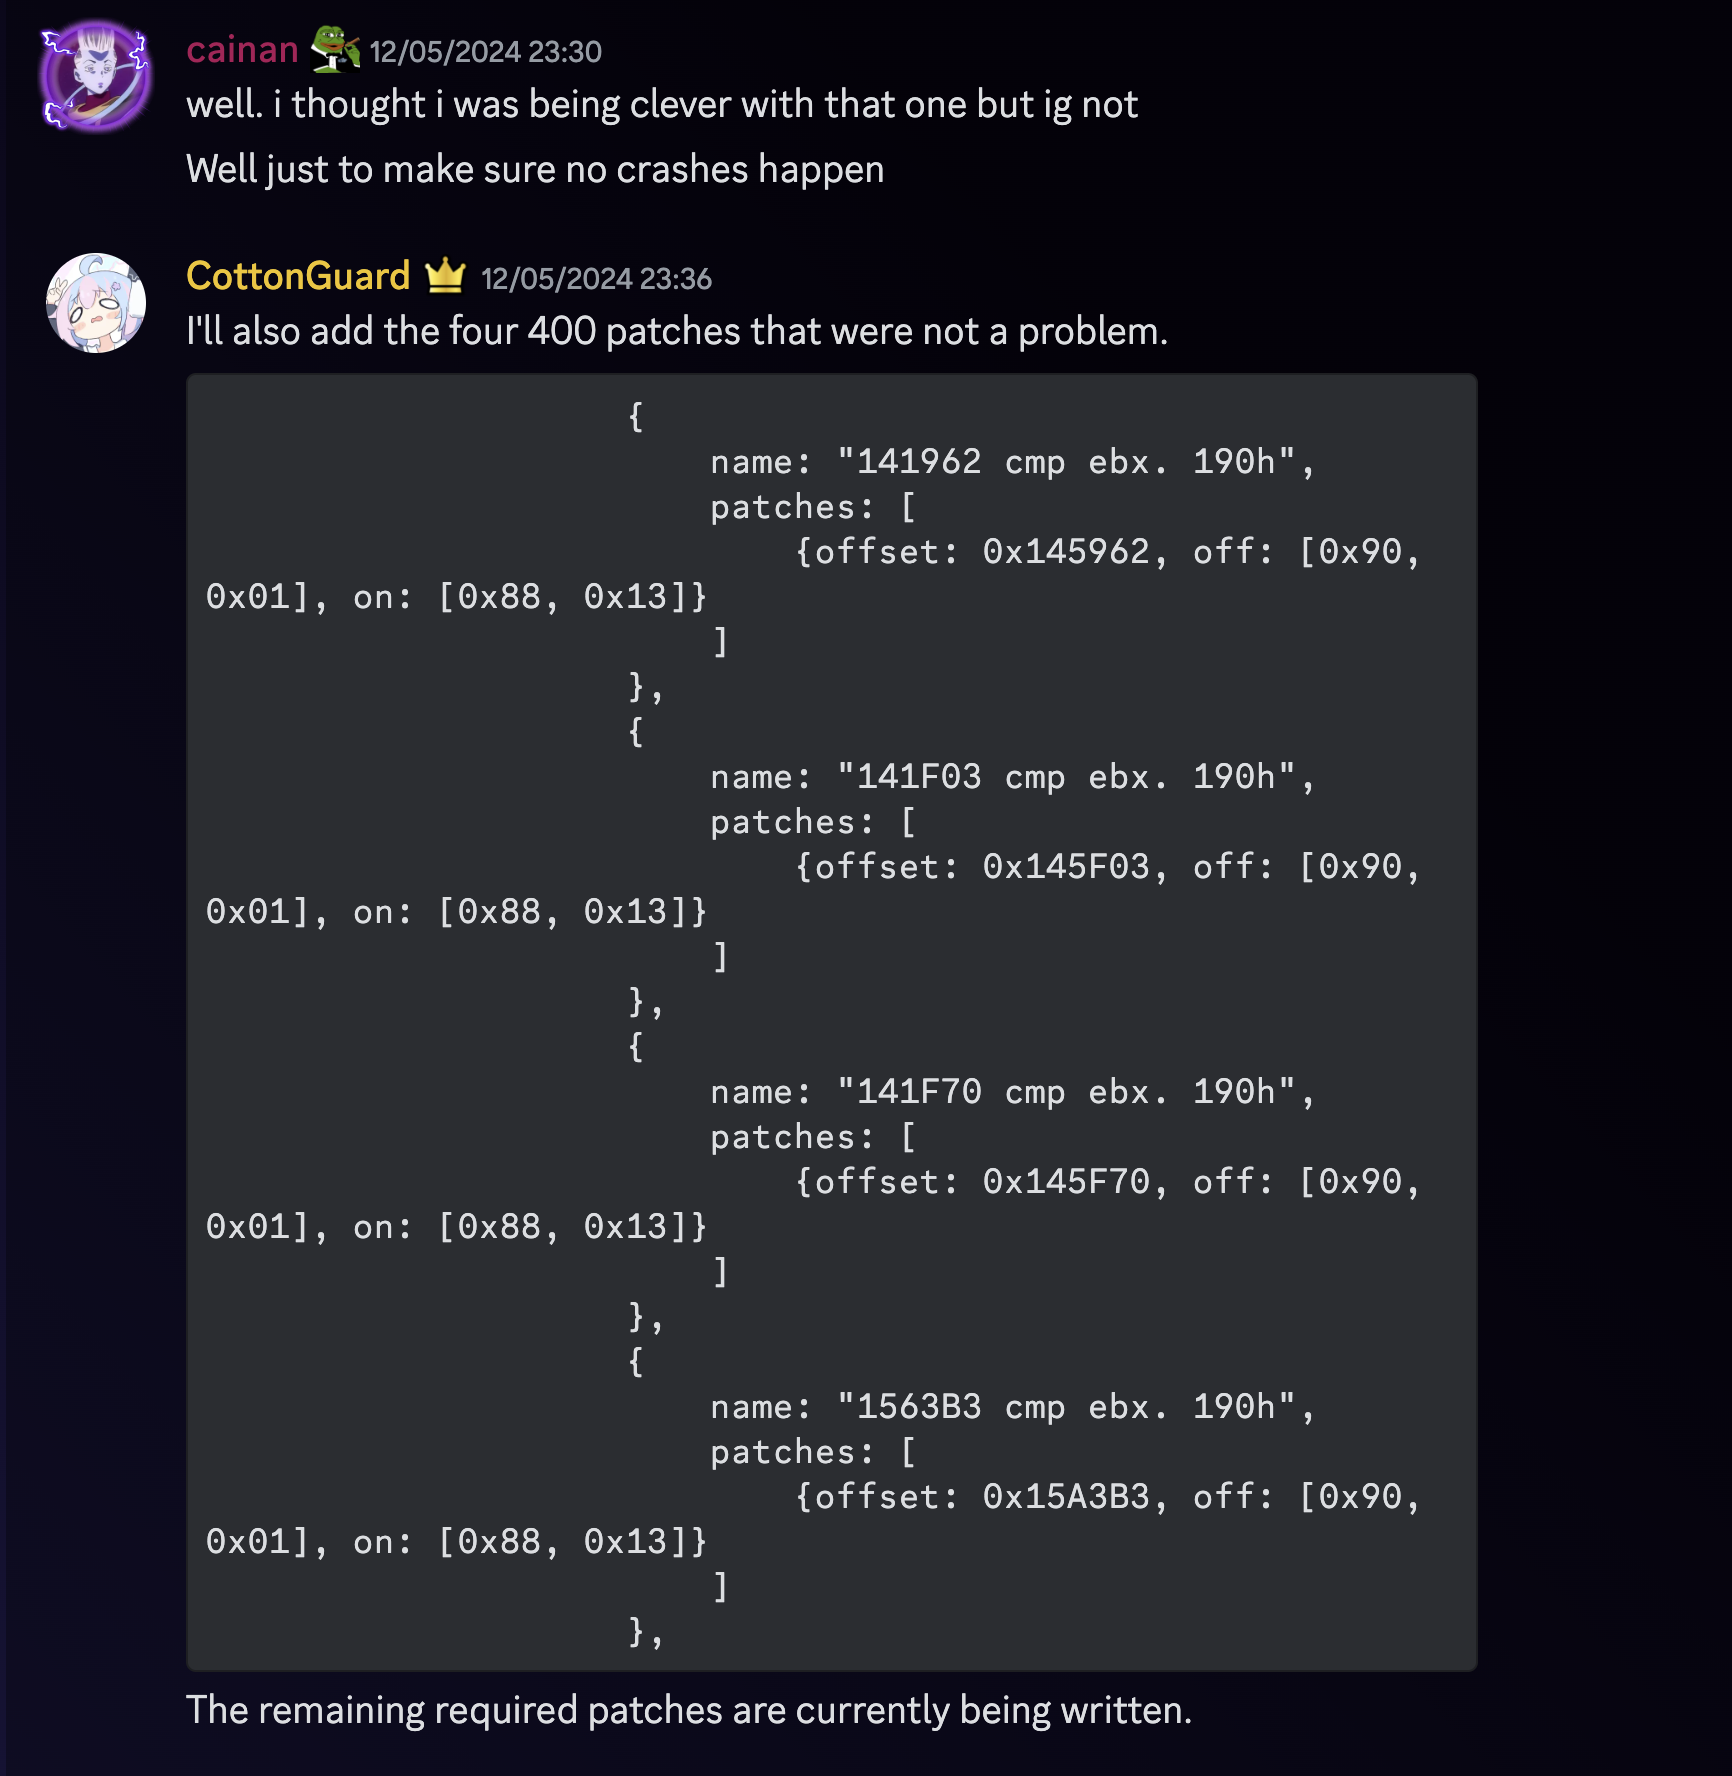 cainan 12/05/2024 23:30
well. i thought i was being clever with that one but ig not
Well just to make sure no crashes happen
CottonGuard 12/05/2024 23:36
I'll also add the four 400 patches that were not a problem.
{
name: "141962 cmp ebx. 190h",
patches: [
{offset: 0x145962, off: [0x90,
0x01], on: [0x88, 0x13]}
]
},
{
name: "141F03 cmp ebx. 190h",
patches: [
{offset: 0x145F03, off: [0x90,
0x01], on: [0x88, 0x13]}
]
},
{
name: "141F70 cmp ebx. 190h",
patches: [
{offset: 0x145F70, off: [0x90,
0x01], on: [0x88, 0x13]}
]
},
{
name: "1563B3 cmp ebx. 190h",
patches: [
{offset: 0x15A3B3, off: [0x90,
0x01], on: [0x88, 0x13]}
]
},
The remaining required patches are currently being written.